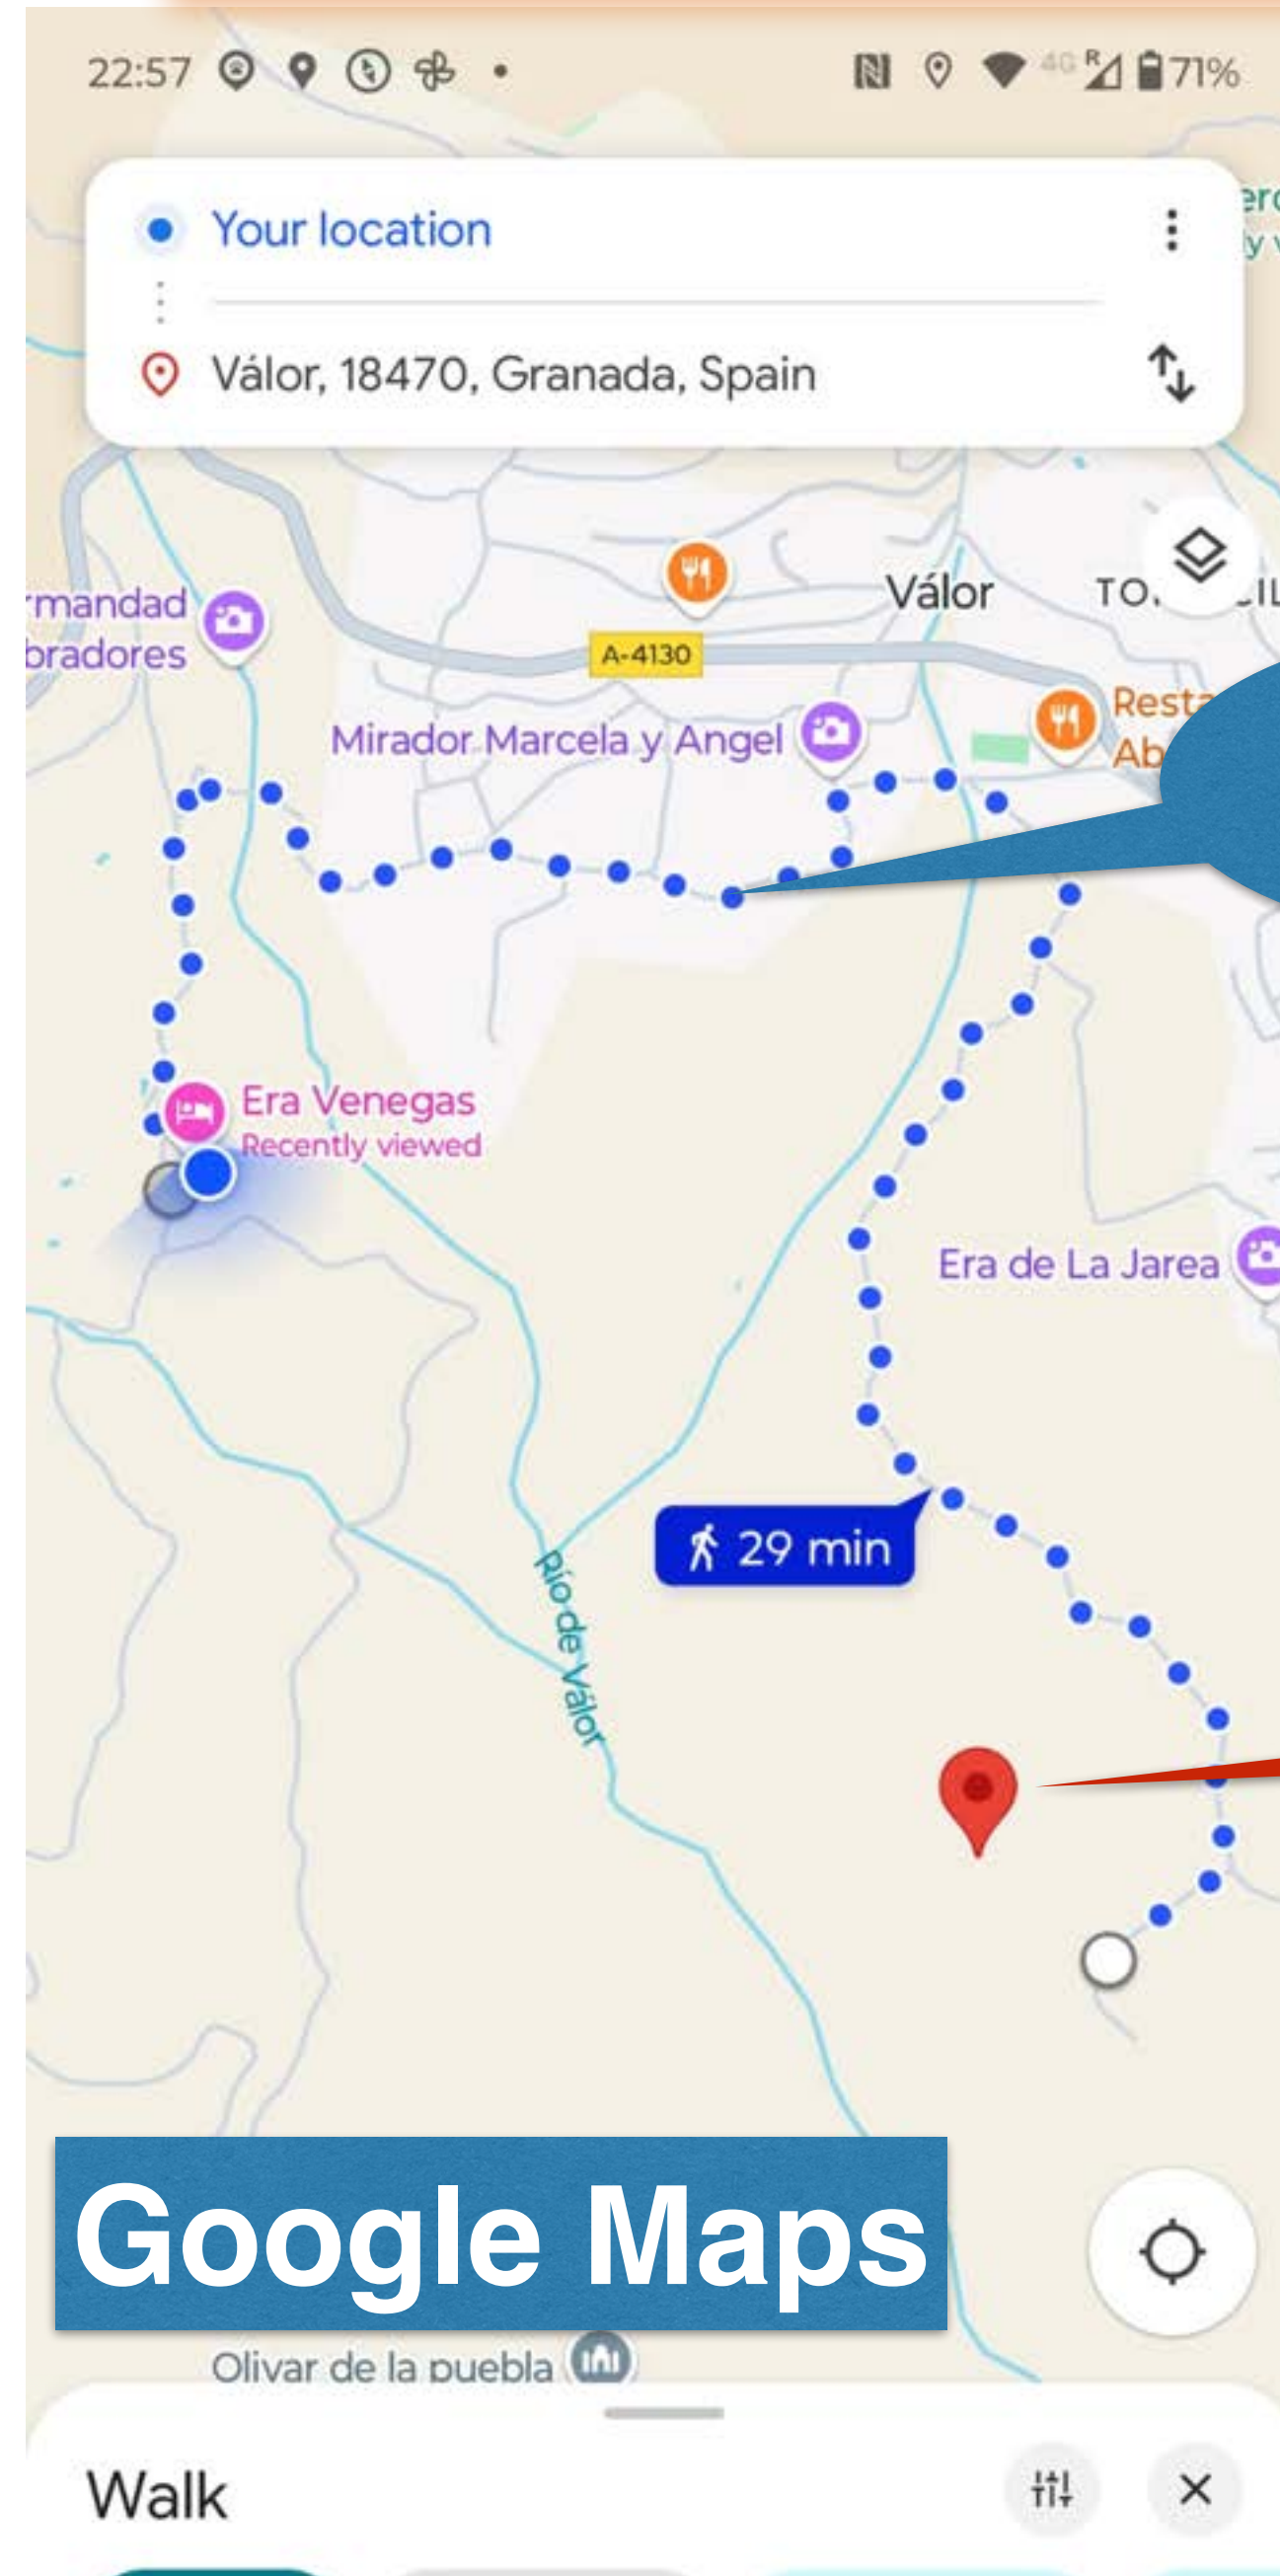 22:57
4G R 71%
Your location
Válor, 18470, Granada, Spain
Válor
A-4130
Mirador Marcela y Angel
Era Venegas
Recently viewed
Era de La Jarea
29 min
Río de Válor
Google Maps
Olivar de la puebla
Walk